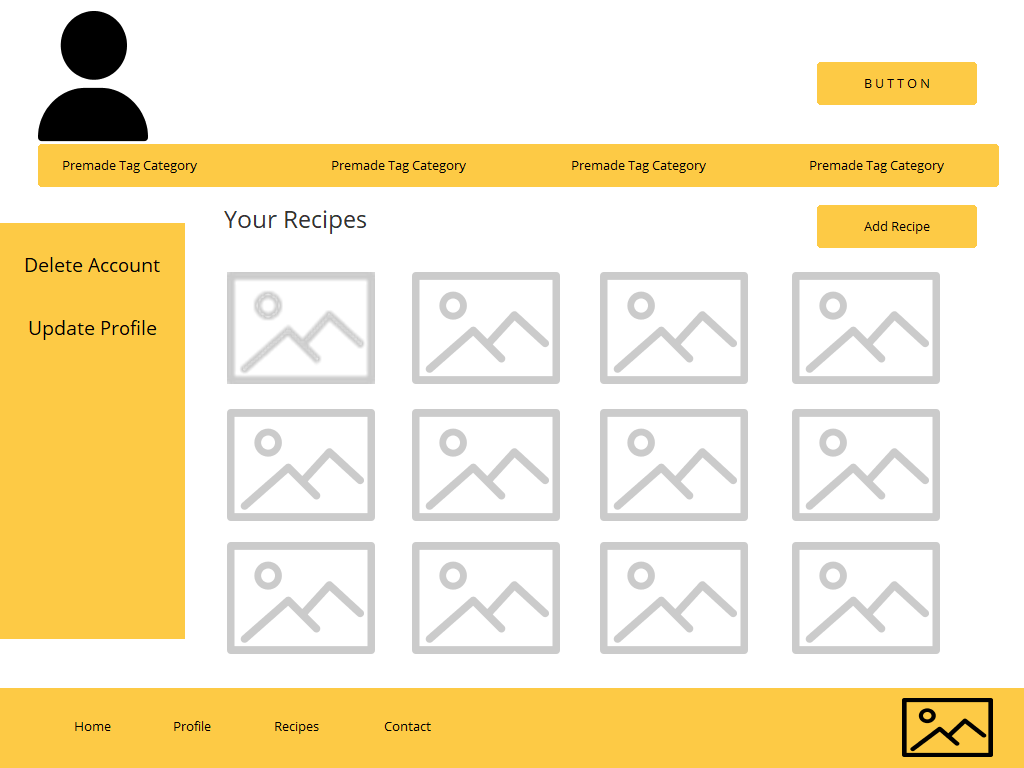 BUTTON
Premade Tag Category Premade Tag Category Premade Tag Category Premade Tag Category
Your Recipes
Add Recipe
Delete Account
Update Profile
Home Profile Recipes Contact